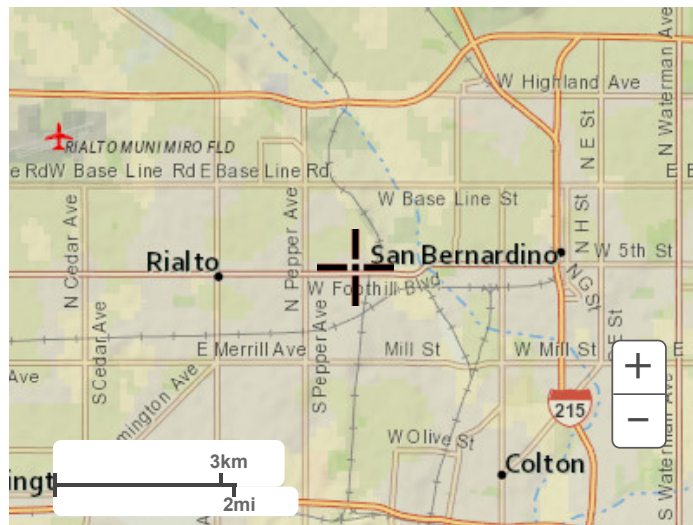 W Highland Ave
N Waterman Ave
N E St
RIALTO MUNI MIRO FLD
e Rd
W Base Line Rd
E Base Line Rd
E B
W Base Line St
N Cedar Ave
N Pepper Ave
N H St
Rialto
San Bernardino
W 5th St
W Foothill Blvd
N G St
S Cedar Ave
S Pepper Ave
E St
E Merrill Ave
Mill St
W Mill St
E
Ave
+
−
mington Ave
215
W Olive St
S Waterman Ave
Colton
3km
ingt
2mi
A